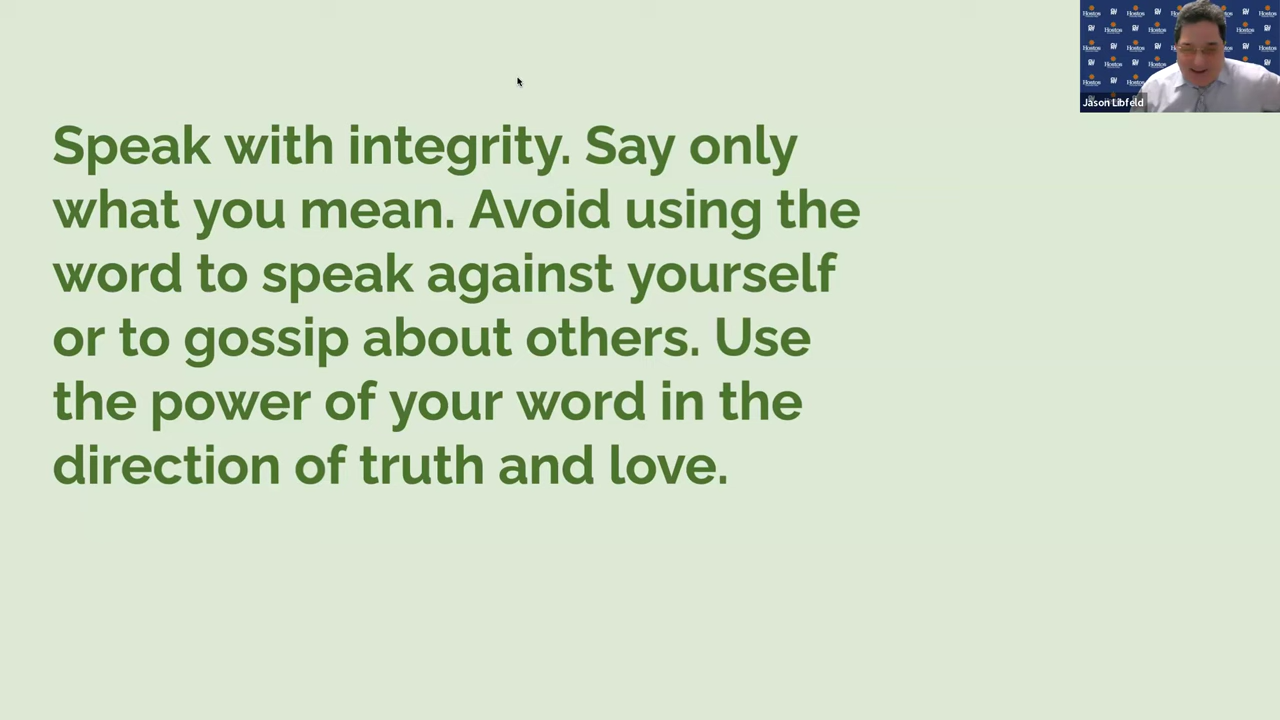 Speak with integrity. Say only
what you mean. Avoid using the
word to speak against yourself
or to gossip about others. Use
the power of your word in the
direction of truth and love.
Hostos
Jason Libfeld